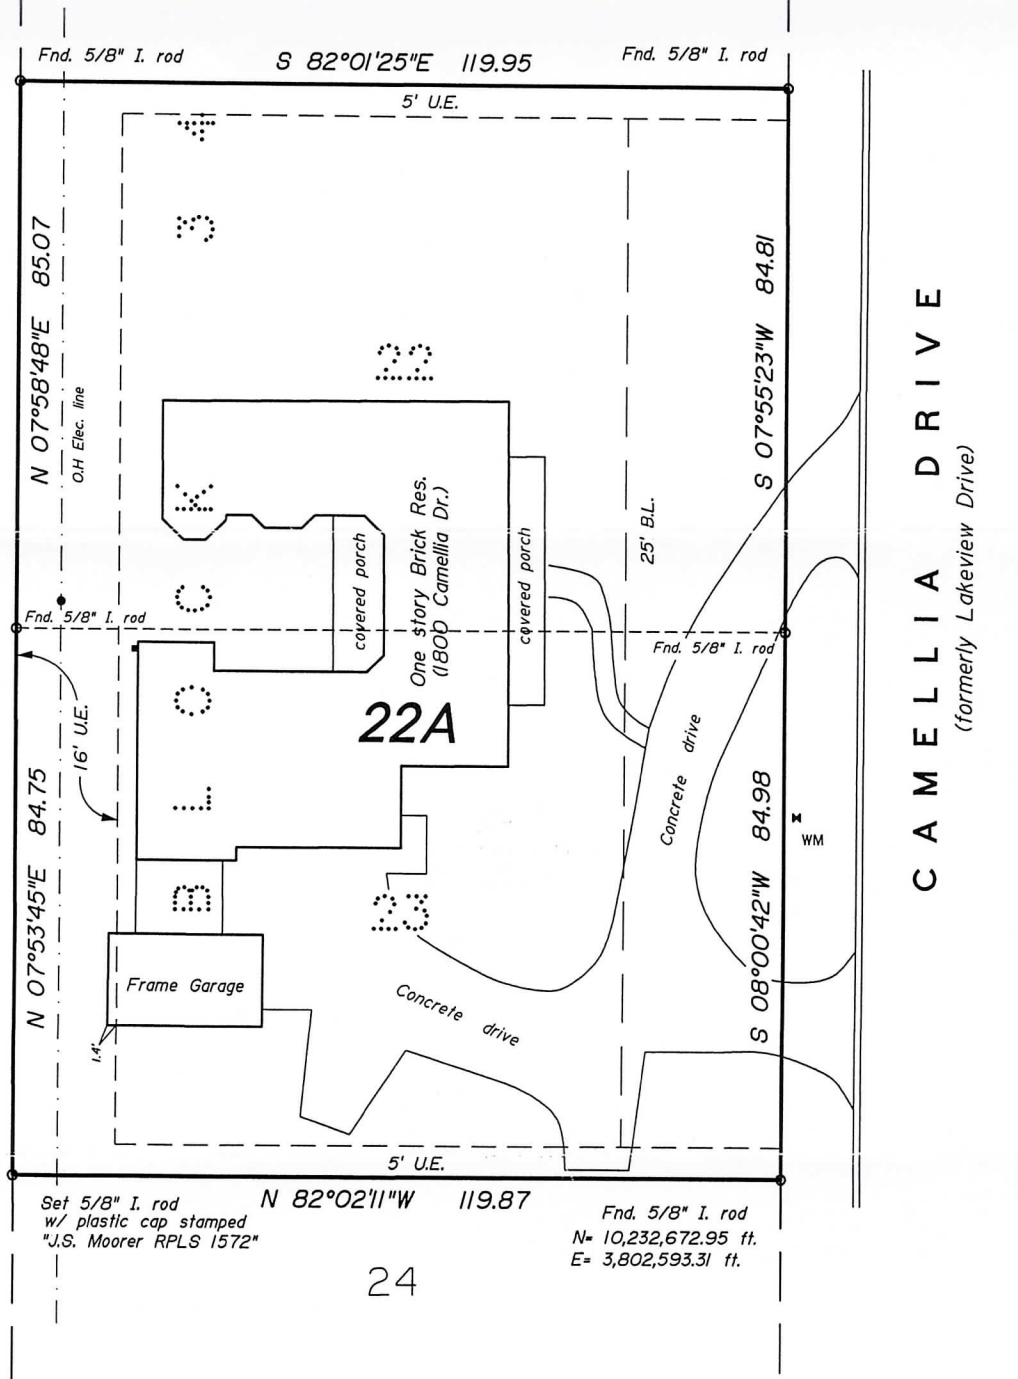 Fnd. 5/8" I. rod
S 82°01'25"E 119.95
Fnd. 5/8" I. rod
5' U.E.
N 07°58'48"E 85.07
O.H Elec. line
BLOCK 34
22
S 07°55'23"W 84.81
CAMELLIA DRIVE
(formerly Lakeview Drive)
covered porch
One story Brick Res.
(1800 Camellia Dr.)
covered porch
25' B.L.
Fnd. 5/8" I. rod
Fnd. 5/8" I. rod
16' U.E.
22A
Concrete drive
N 07°53'45"E 84.75
S 08°00'42"W 84.98
WM
23
Frame Garage
1.4'
Concrete drive
5' U.E.
N 82°02'11"W 119.87
Set 5/8" I. rod
w/ plastic cap stamped
"J.S. Moorer RPLS 1572"
Fnd. 5/8" I. rod
N= 10,232,672.95 ft.
E= 3,802,593.31 ft.
24